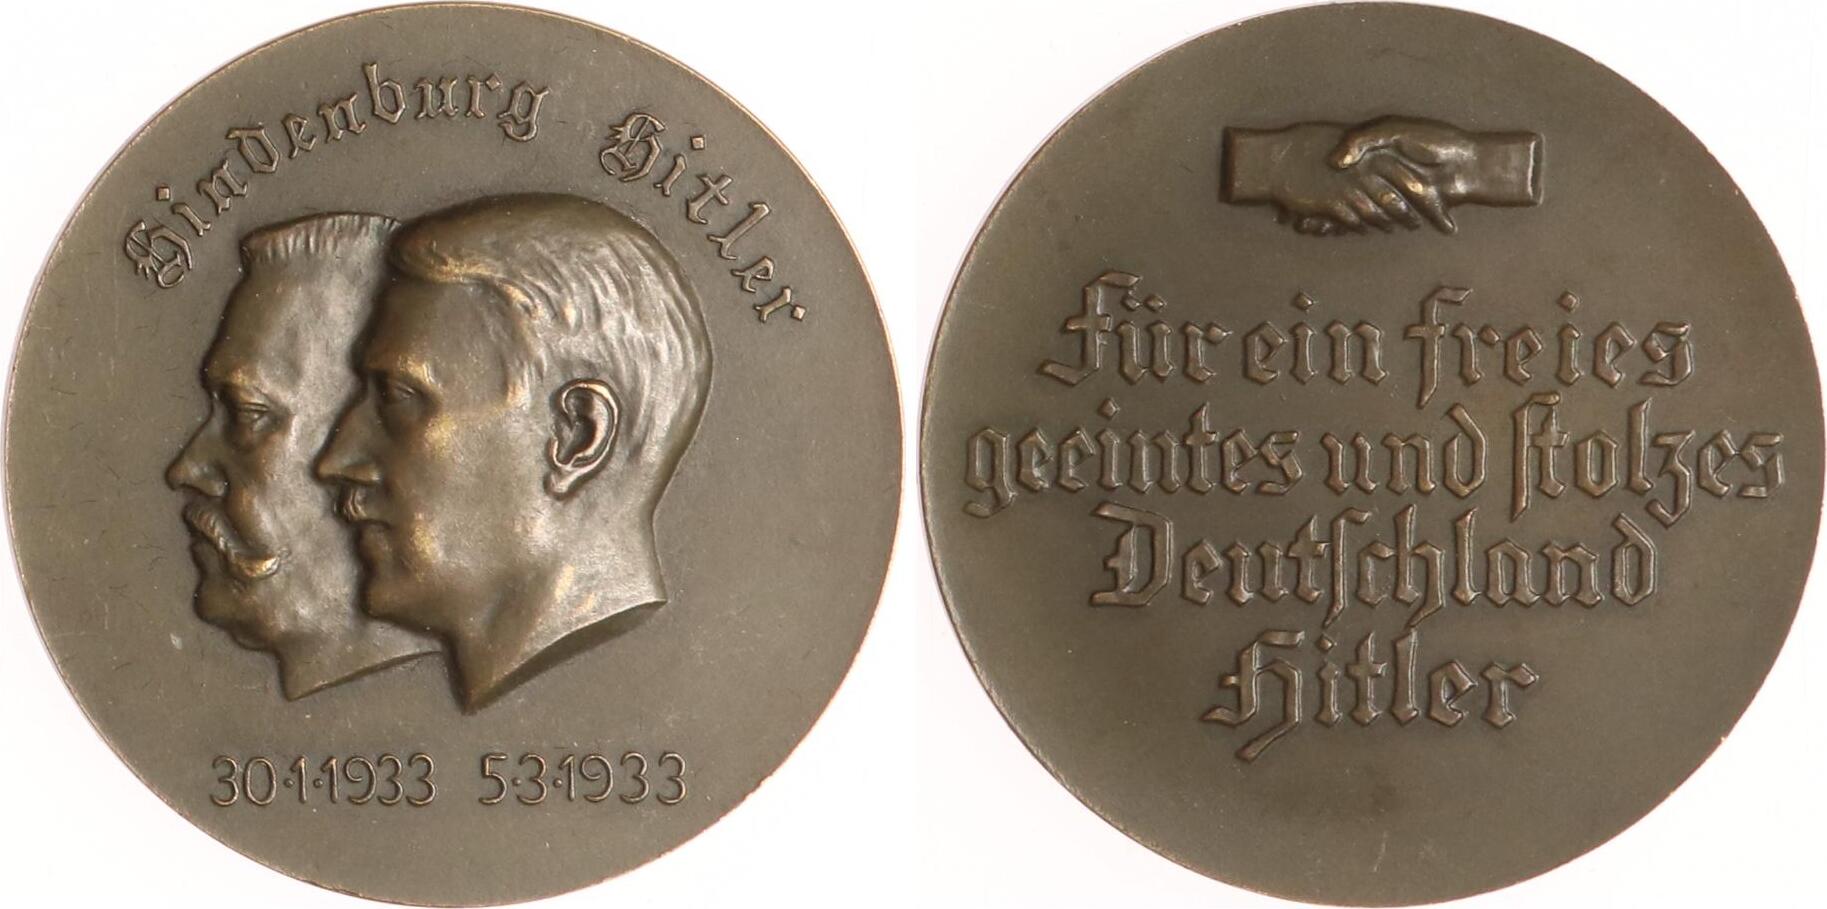 Hindenburg Hitler
30·1·1933 5·3·1933
Für ein freies
geeintes und stolzes
Deutschland
Hitler